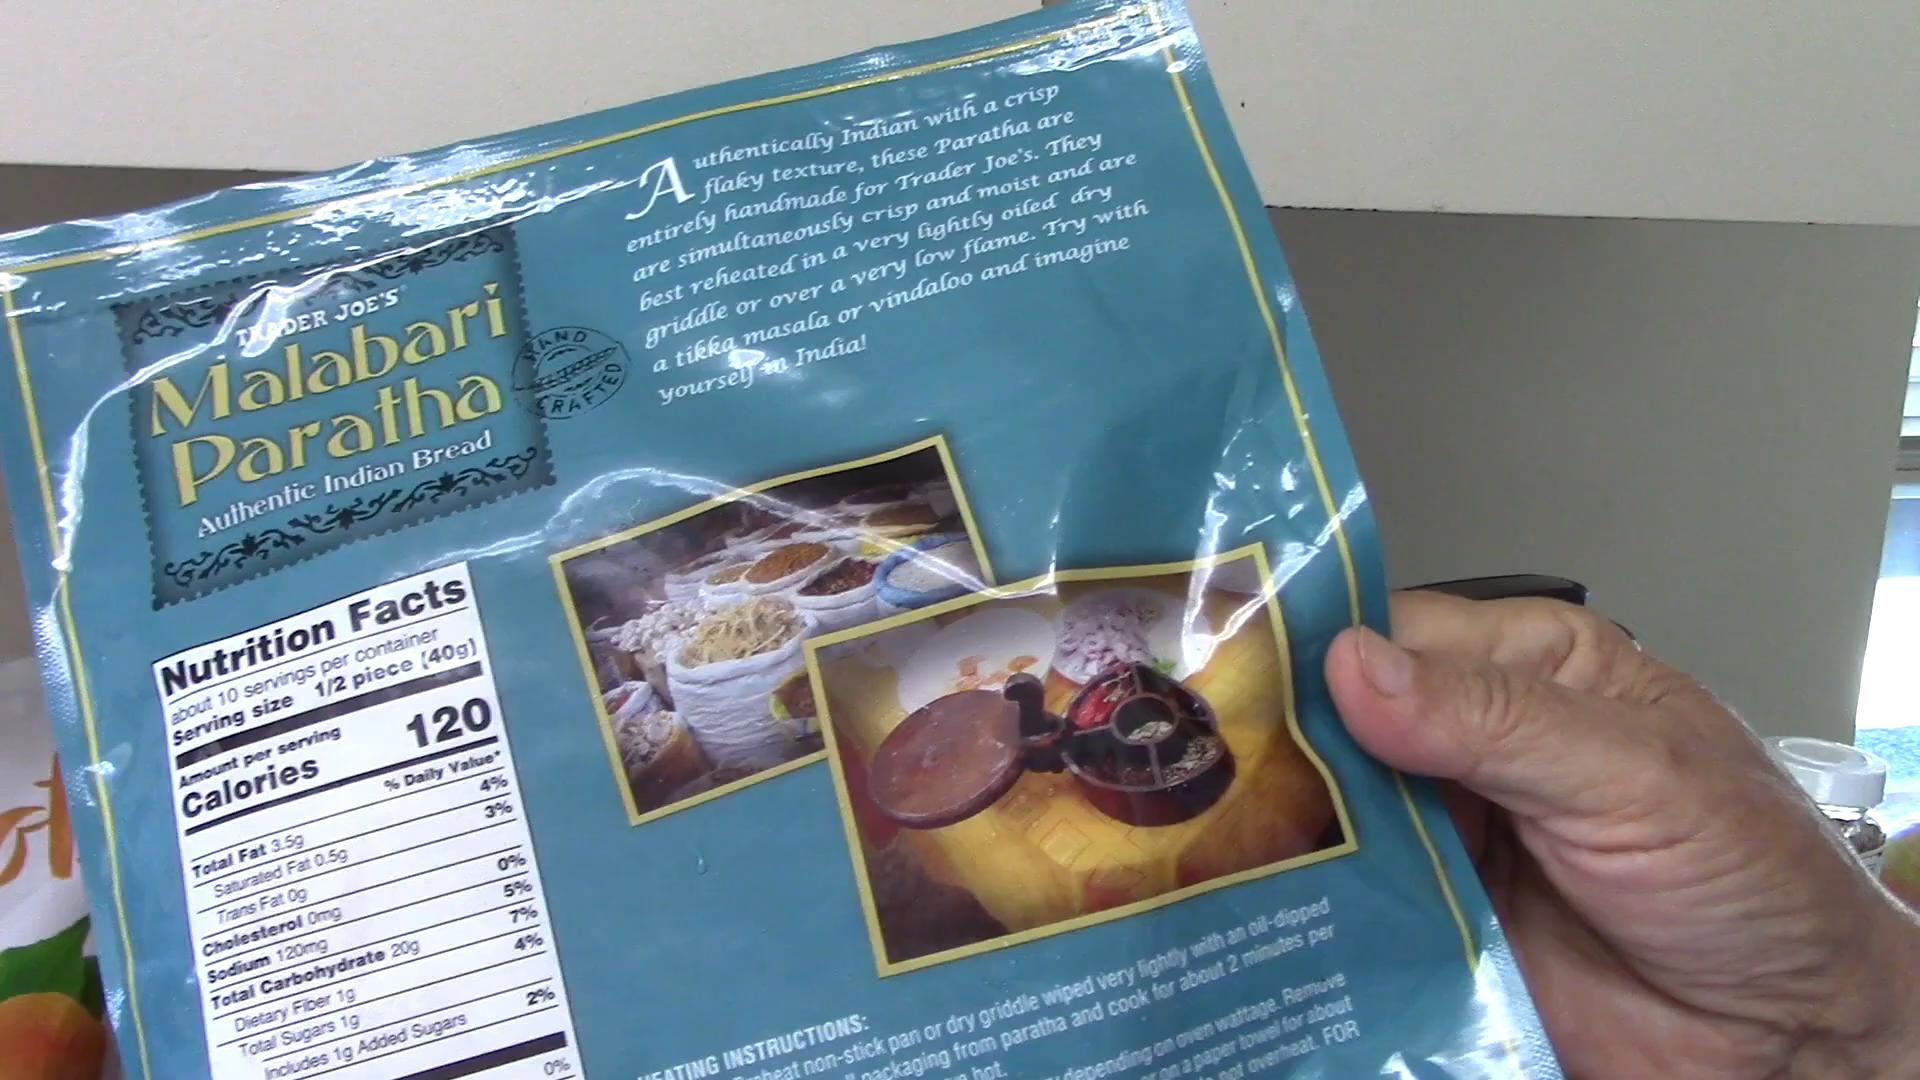 Authentically Indian with a crisp
flaky texture, these Paratha are
entirely handmade for Trader Joe's. They
are simultaneously crisp and moist and are
best reheated in a very lightly oiled dry
griddle or over a very low flame. Try with
a tikka masala or vindaloo and imagine
yourself in India!
TRADER JOE'S
Malabari
Paratha
Authentic Indian Bread
HAND
CRAFTED
Nutrition Facts
about 10 servings per container
Serving size 1/2 piece (40g)
Amount per serving
Calories 120
% Daily Value*
Total Fat 3.5g 4%
Saturated Fat 0.5g 3%
Trans Fat 0g
Cholesterol 0mg 0%
Sodium 120mg 5%
Total Carbohydrate 20g 7%
Dietary Fiber 1g 4%
Total Sugars 1g
Includes 1g Added Sugars 2%
0%
HEATING INSTRUCTIONS:
Preheat non-stick pan or dry griddle wiped very lightly with an oil-dipped
packaging from paratha and cook for about 2 minutes per
hot.
depending on oven wattage. Remove
or on a paper towel for about
not overheat. FOR